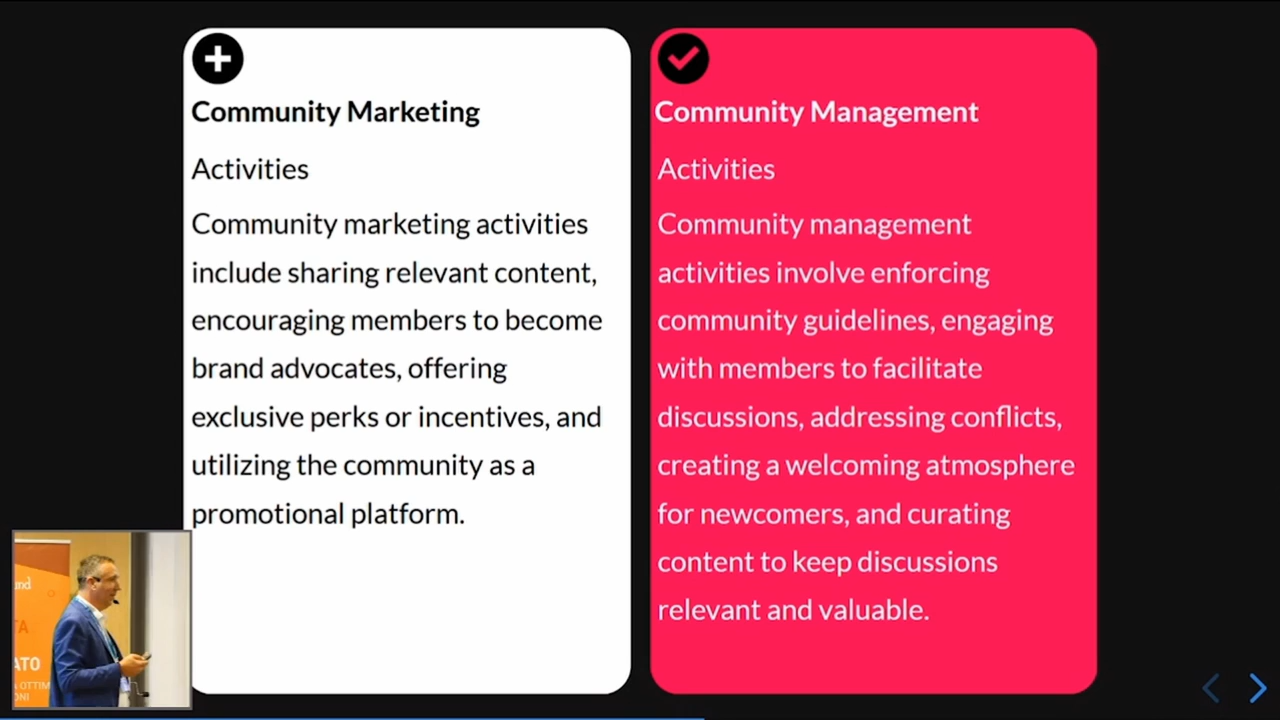 Community Marketing
Activities
Community marketing activities
include sharing relevant content,
encouraging members to become
brand advocates, offering
exclusive perks or incentives, and
utilizing the community as a
promotional platform.
Community Management
Activities
Community management
activities involve enforcing
community guidelines, engaging
with members to facilitate
discussions, addressing conflicts,
creating a welcoming atmosphere
for newcomers, and curating
content to keep discussions
relevant and valuable.